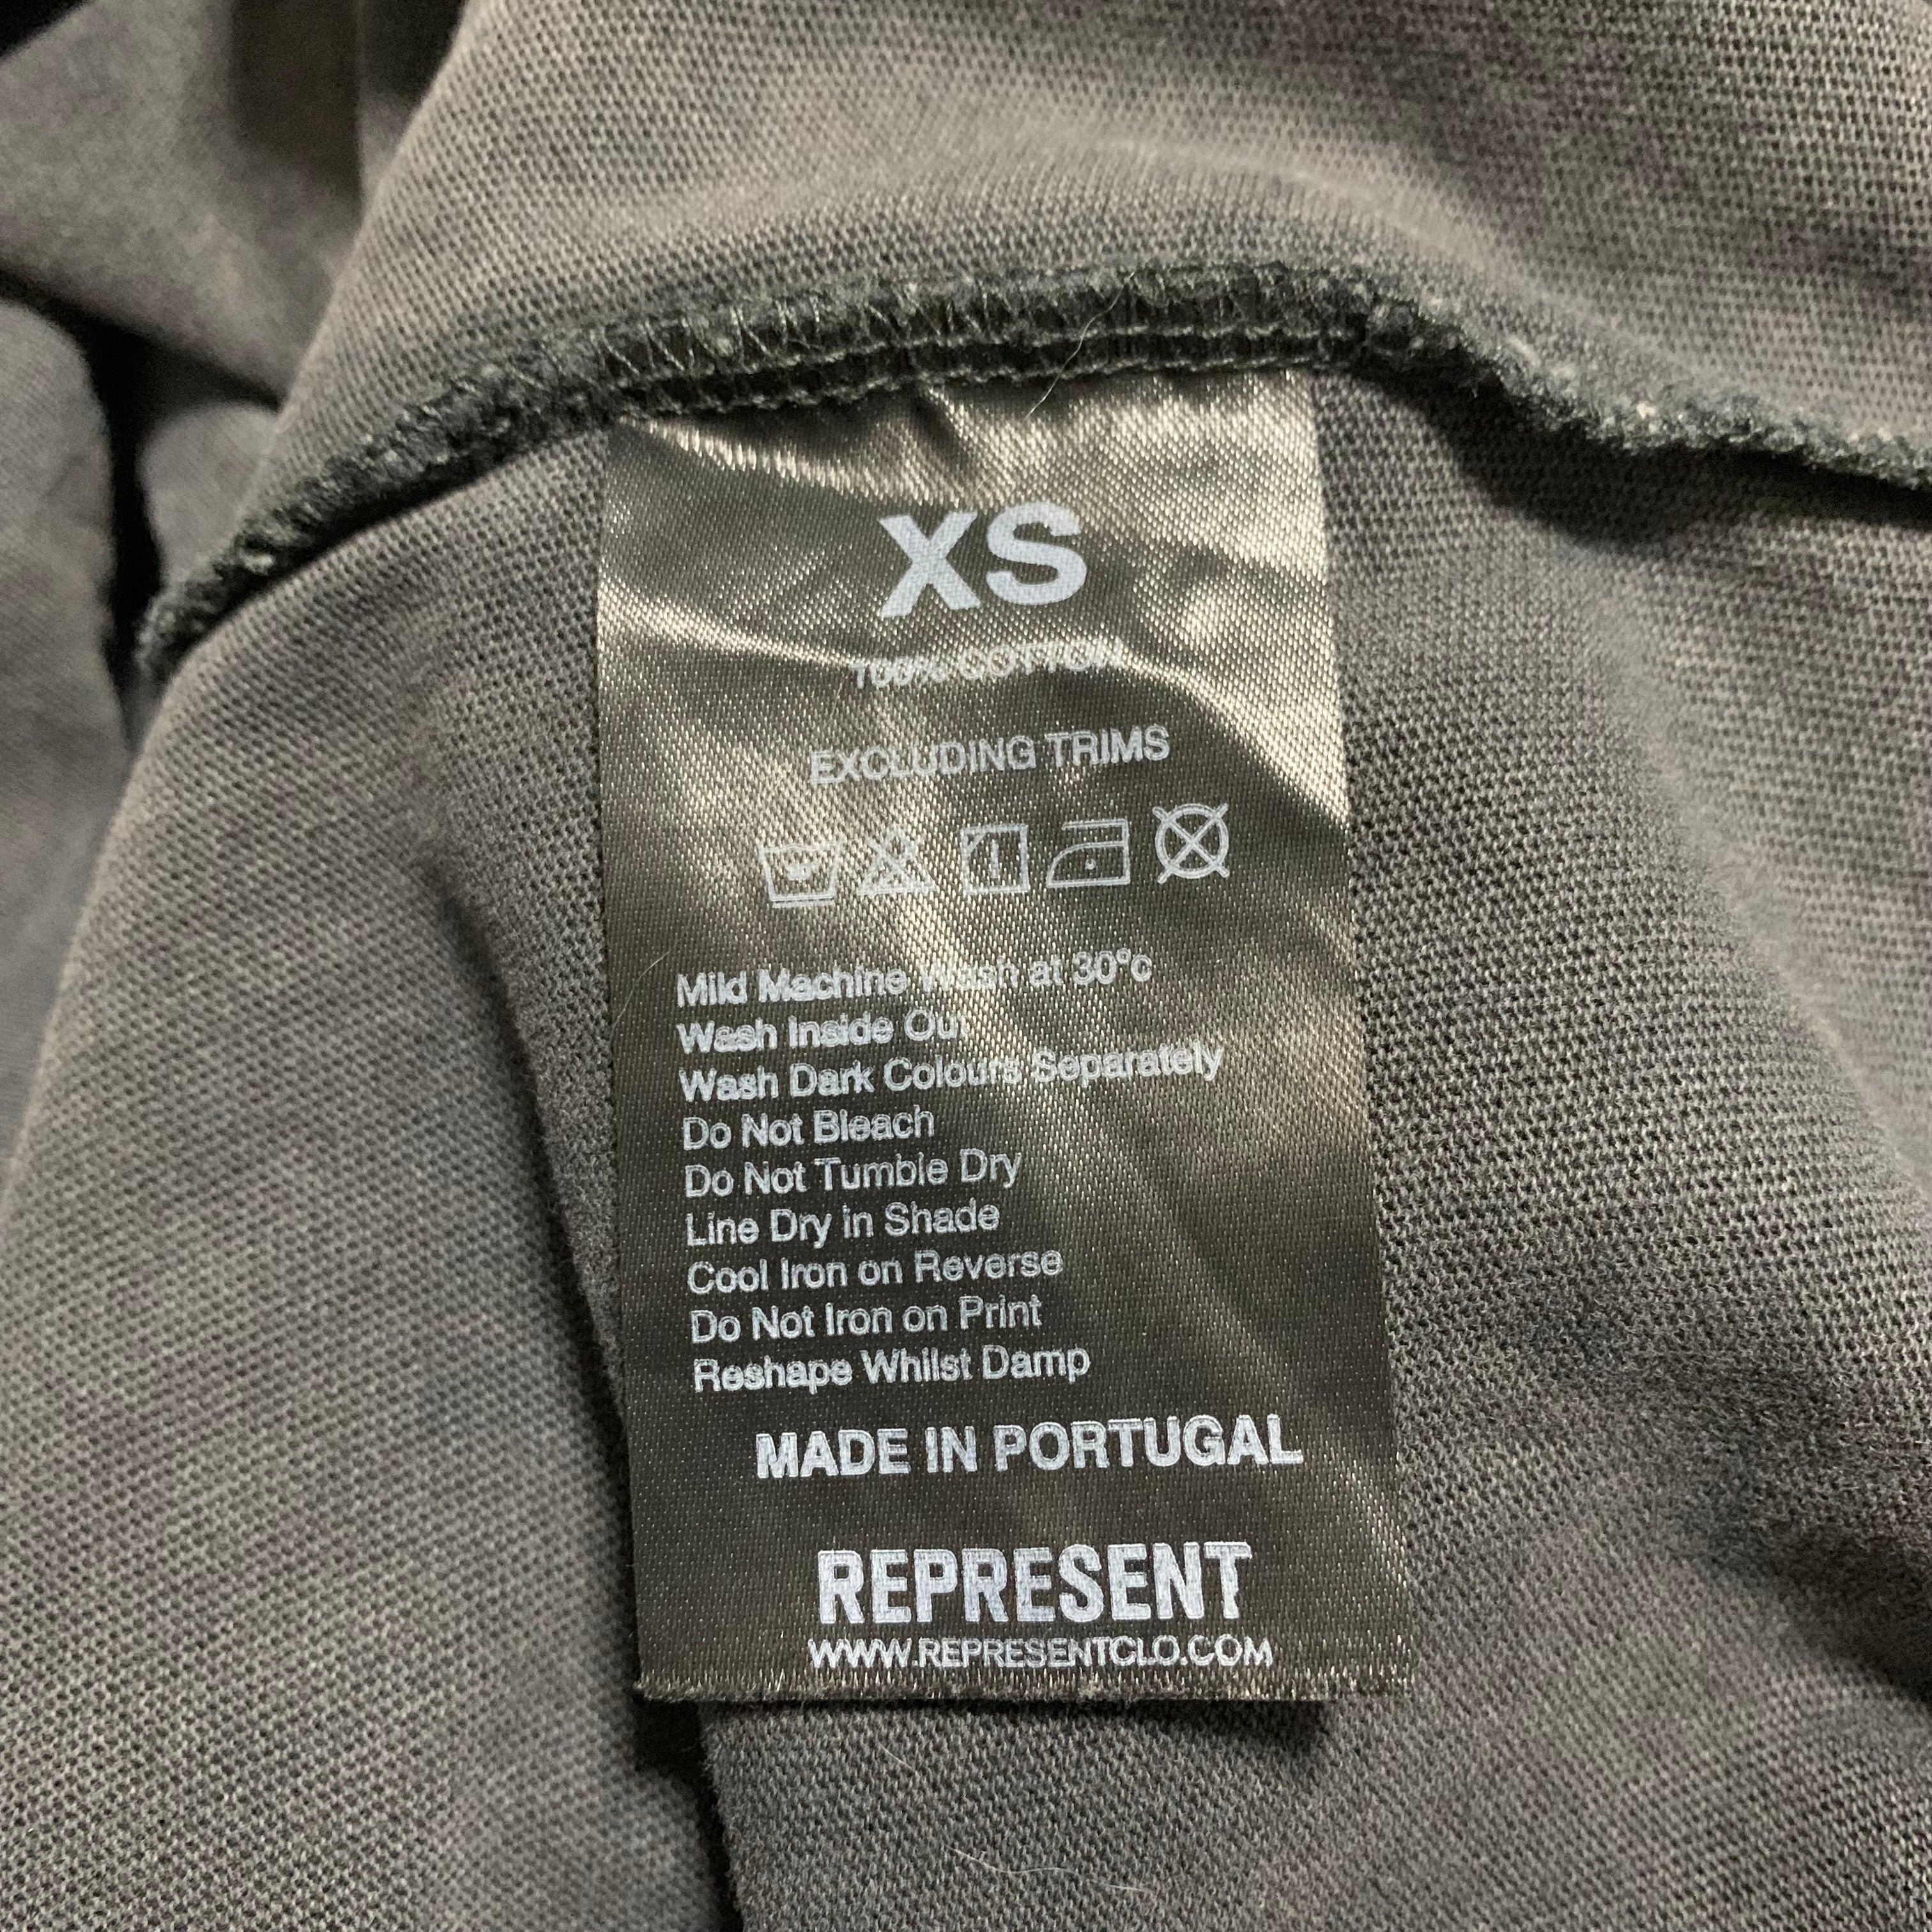 XS
100% COTTON
EXCLUDING TRIMS
Mild Machine Wash at 30°c
Wash Inside Out
Wash Dark Colours Separately
Do Not Bleach
Do Not Tumble Dry
Line Dry in Shade
Cool Iron on Reverse
Do Not Iron on Print
Reshape Whilst Damp
MADE IN PORTUGAL
REPRESENT
WWW.REPRESENTCLO.COM